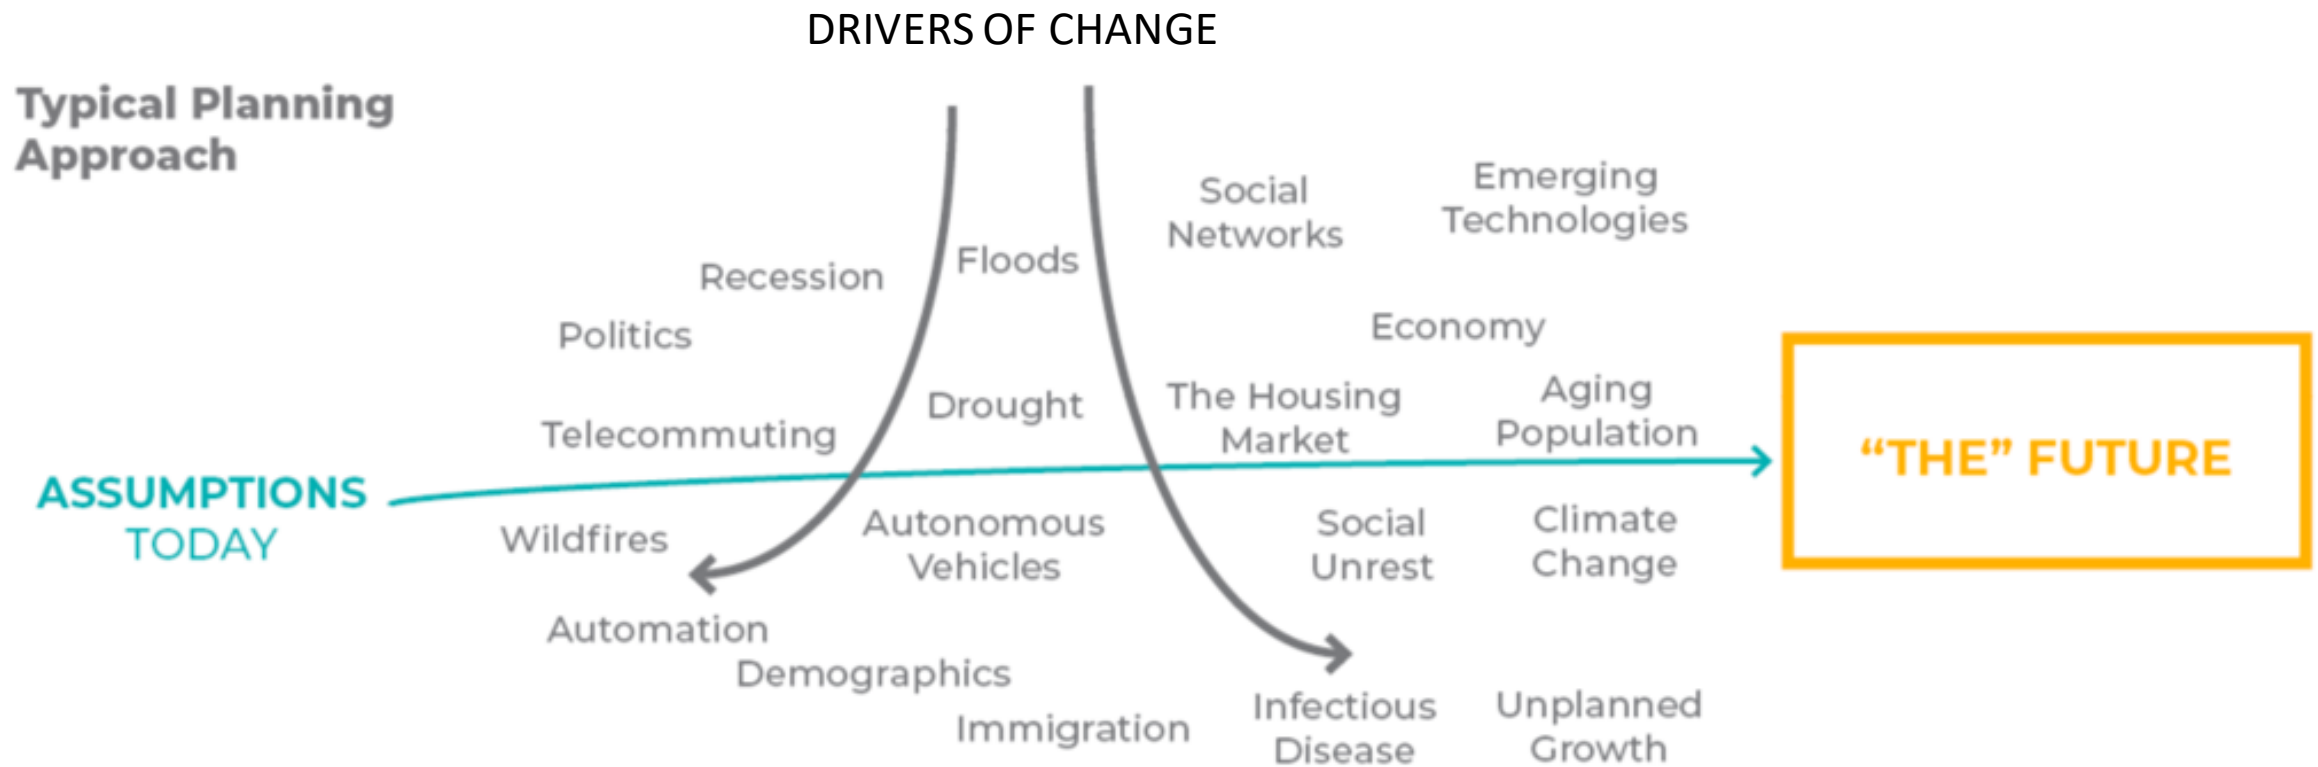 DRIVERS OF CHANGE
Typical Planning
Approach
Social
Networks
Emerging
Technologies
Recession
Floods
Politics
Economy
Telecommuting
Drought
The Housing
Market
Aging
Population
ASSUMPTIONS
TODAY
“THE” FUTURE
Wildfires
Autonomous
Vehicles
Social
Unrest
Climate
Change
Automation
Demographics
Immigration
Infectious
Disease
Unplanned
Growth